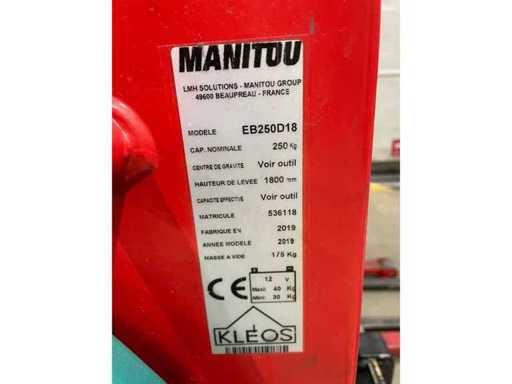 MANITOU
LMH SOLUTIONS - MANITOU GROUP
49600 BEAUPREAU - FRANCE
MODELE EB250D18
CAP. NOMINALE 250 Kg
CENTRE DE GRAVITE Voir outil
HAUTEUR DE LEVEE 1800 mm
CAPACITE EFFECTIVE Voir outil
MATRICULE 536118
FABRIQUE EN 2019
ANNEE MODELE 2019
MASSE A VIDE 175 Kg
12 V
Maxi 40 Kg
Mini 30 Kg
CE
KLEOS